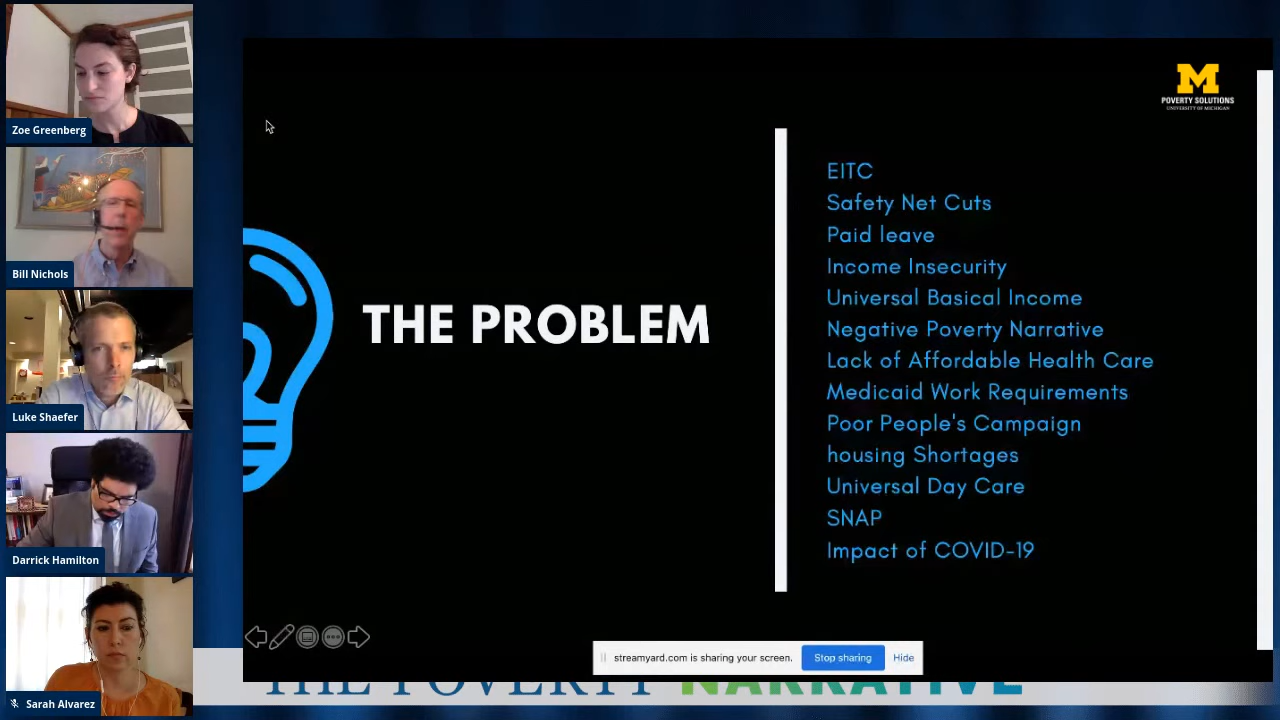 Zoe Greenberg
Bill Nichols
Luke Shaefer
Darrick Hamilton
Sarah Alvarez
M
POVERTY SOLUTIONS
UNIVERSITY OF MICHIGAN
THE PROBLEM
EITC
Safety Net Cuts
Paid leave
Income Insecurity
Universal Basical Income
Negative Poverty Narrative
Lack of Affordable Health Care
Medicaid Work Requirements
Poor People's Campaign
housing Shortages
Universal Day Care
SNAP
Impact of COVID-19
streamyard.com is sharing your screen. Stop sharing Hide
THE POVERTY NARRATIVE